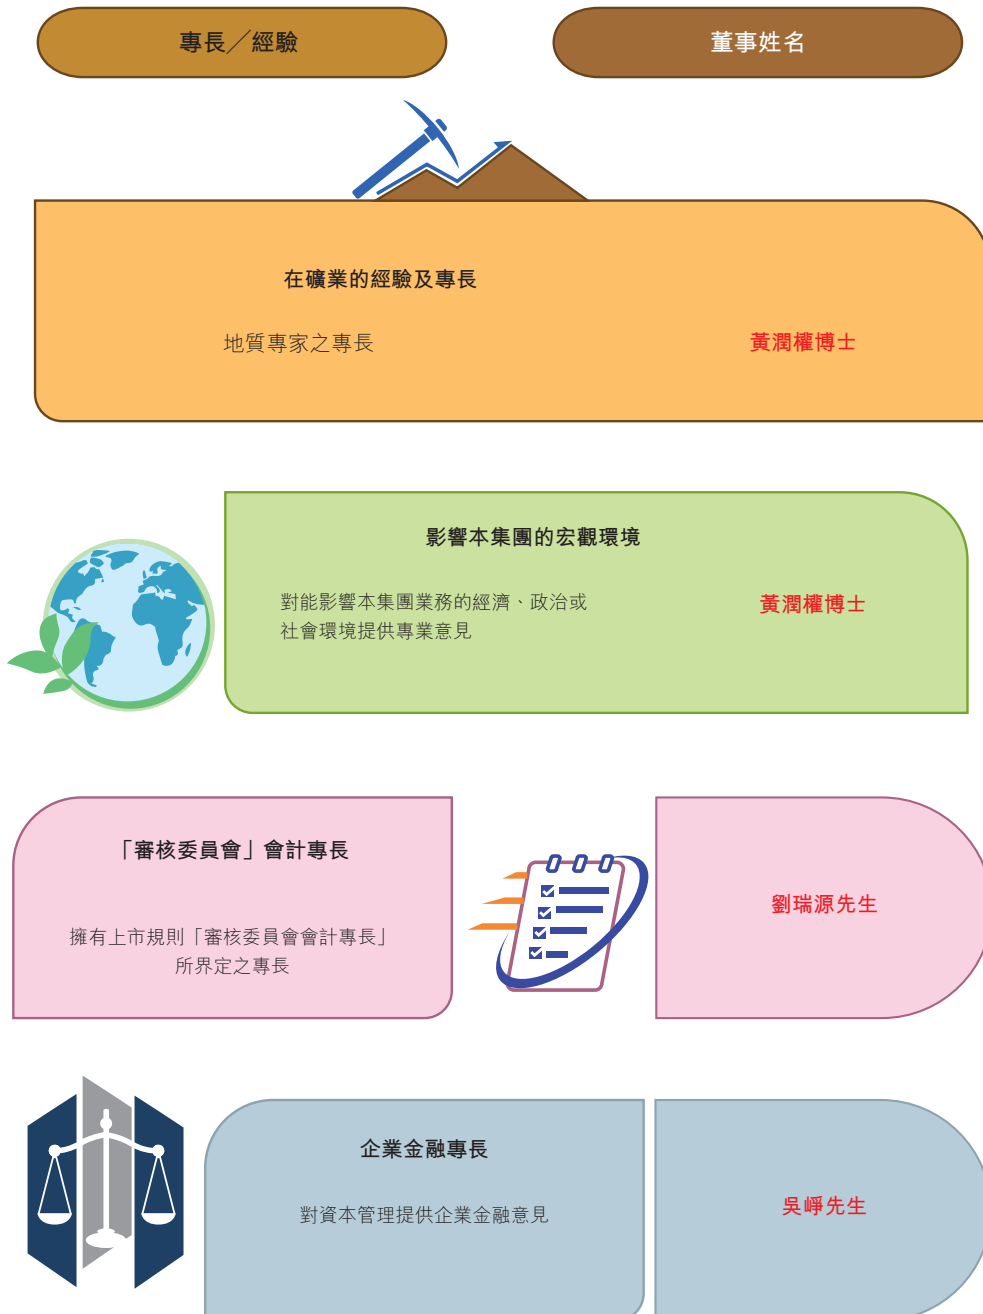 專長／經驗
董事姓名
在礦業的經驗及專長
地質專家之專長
黃潤權博士
影響本集團的宏觀環境
對能影響本集團業務的經濟、政治或
社會環境提供專業意見
黃潤權博士
「審核委員會」會計專長
擁有上市規則「審核委員會會計專長」
所界定之專長
劉瑞源先生
企業金融專長
對資本管理提供企業金融意見
吳崢先生